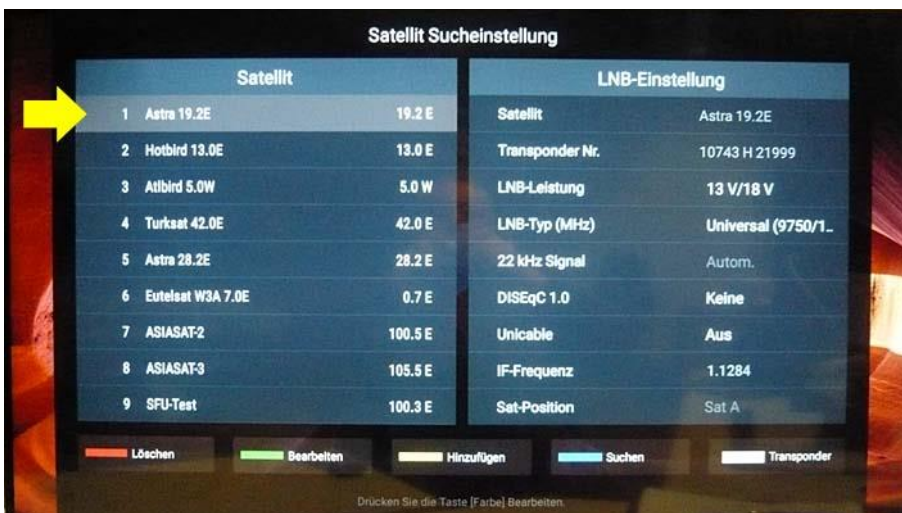 Satellit Sucheinstellung
Satellit
1 Astra 19.2E 19.2 E
2 Hotbird 13.0E 13.0 E
3 Atlbird 5.0W 5.0 W
4 Turksat 42.0E 42.0 E
5 Astra 28.2E 28.2 E
6 Eutelsat W3A 7.0E 0.7 E
7 ASIASAT-2 100.5 E
8 ASIASAT-3 105.5 E
9 SFU-Test 100.3 E
LNB-Einstellung
Satellit Astra 19.2E
Transponder Nr. 10743 H 21999
LNB-Leistung 13 V/18 V
LNB-Typ (MHz) Universal (9750/1...
22 kHz Signal Autom.
DISEqC 1.0 Keine
Unicable Aus
IF-Frequenz 1.1284
Sat-Position Sat A
Löschen Bearbeiten Hinzufügen Suchen Transponder
Drücken Sie die Taste [Farbe] Bearbeiten.